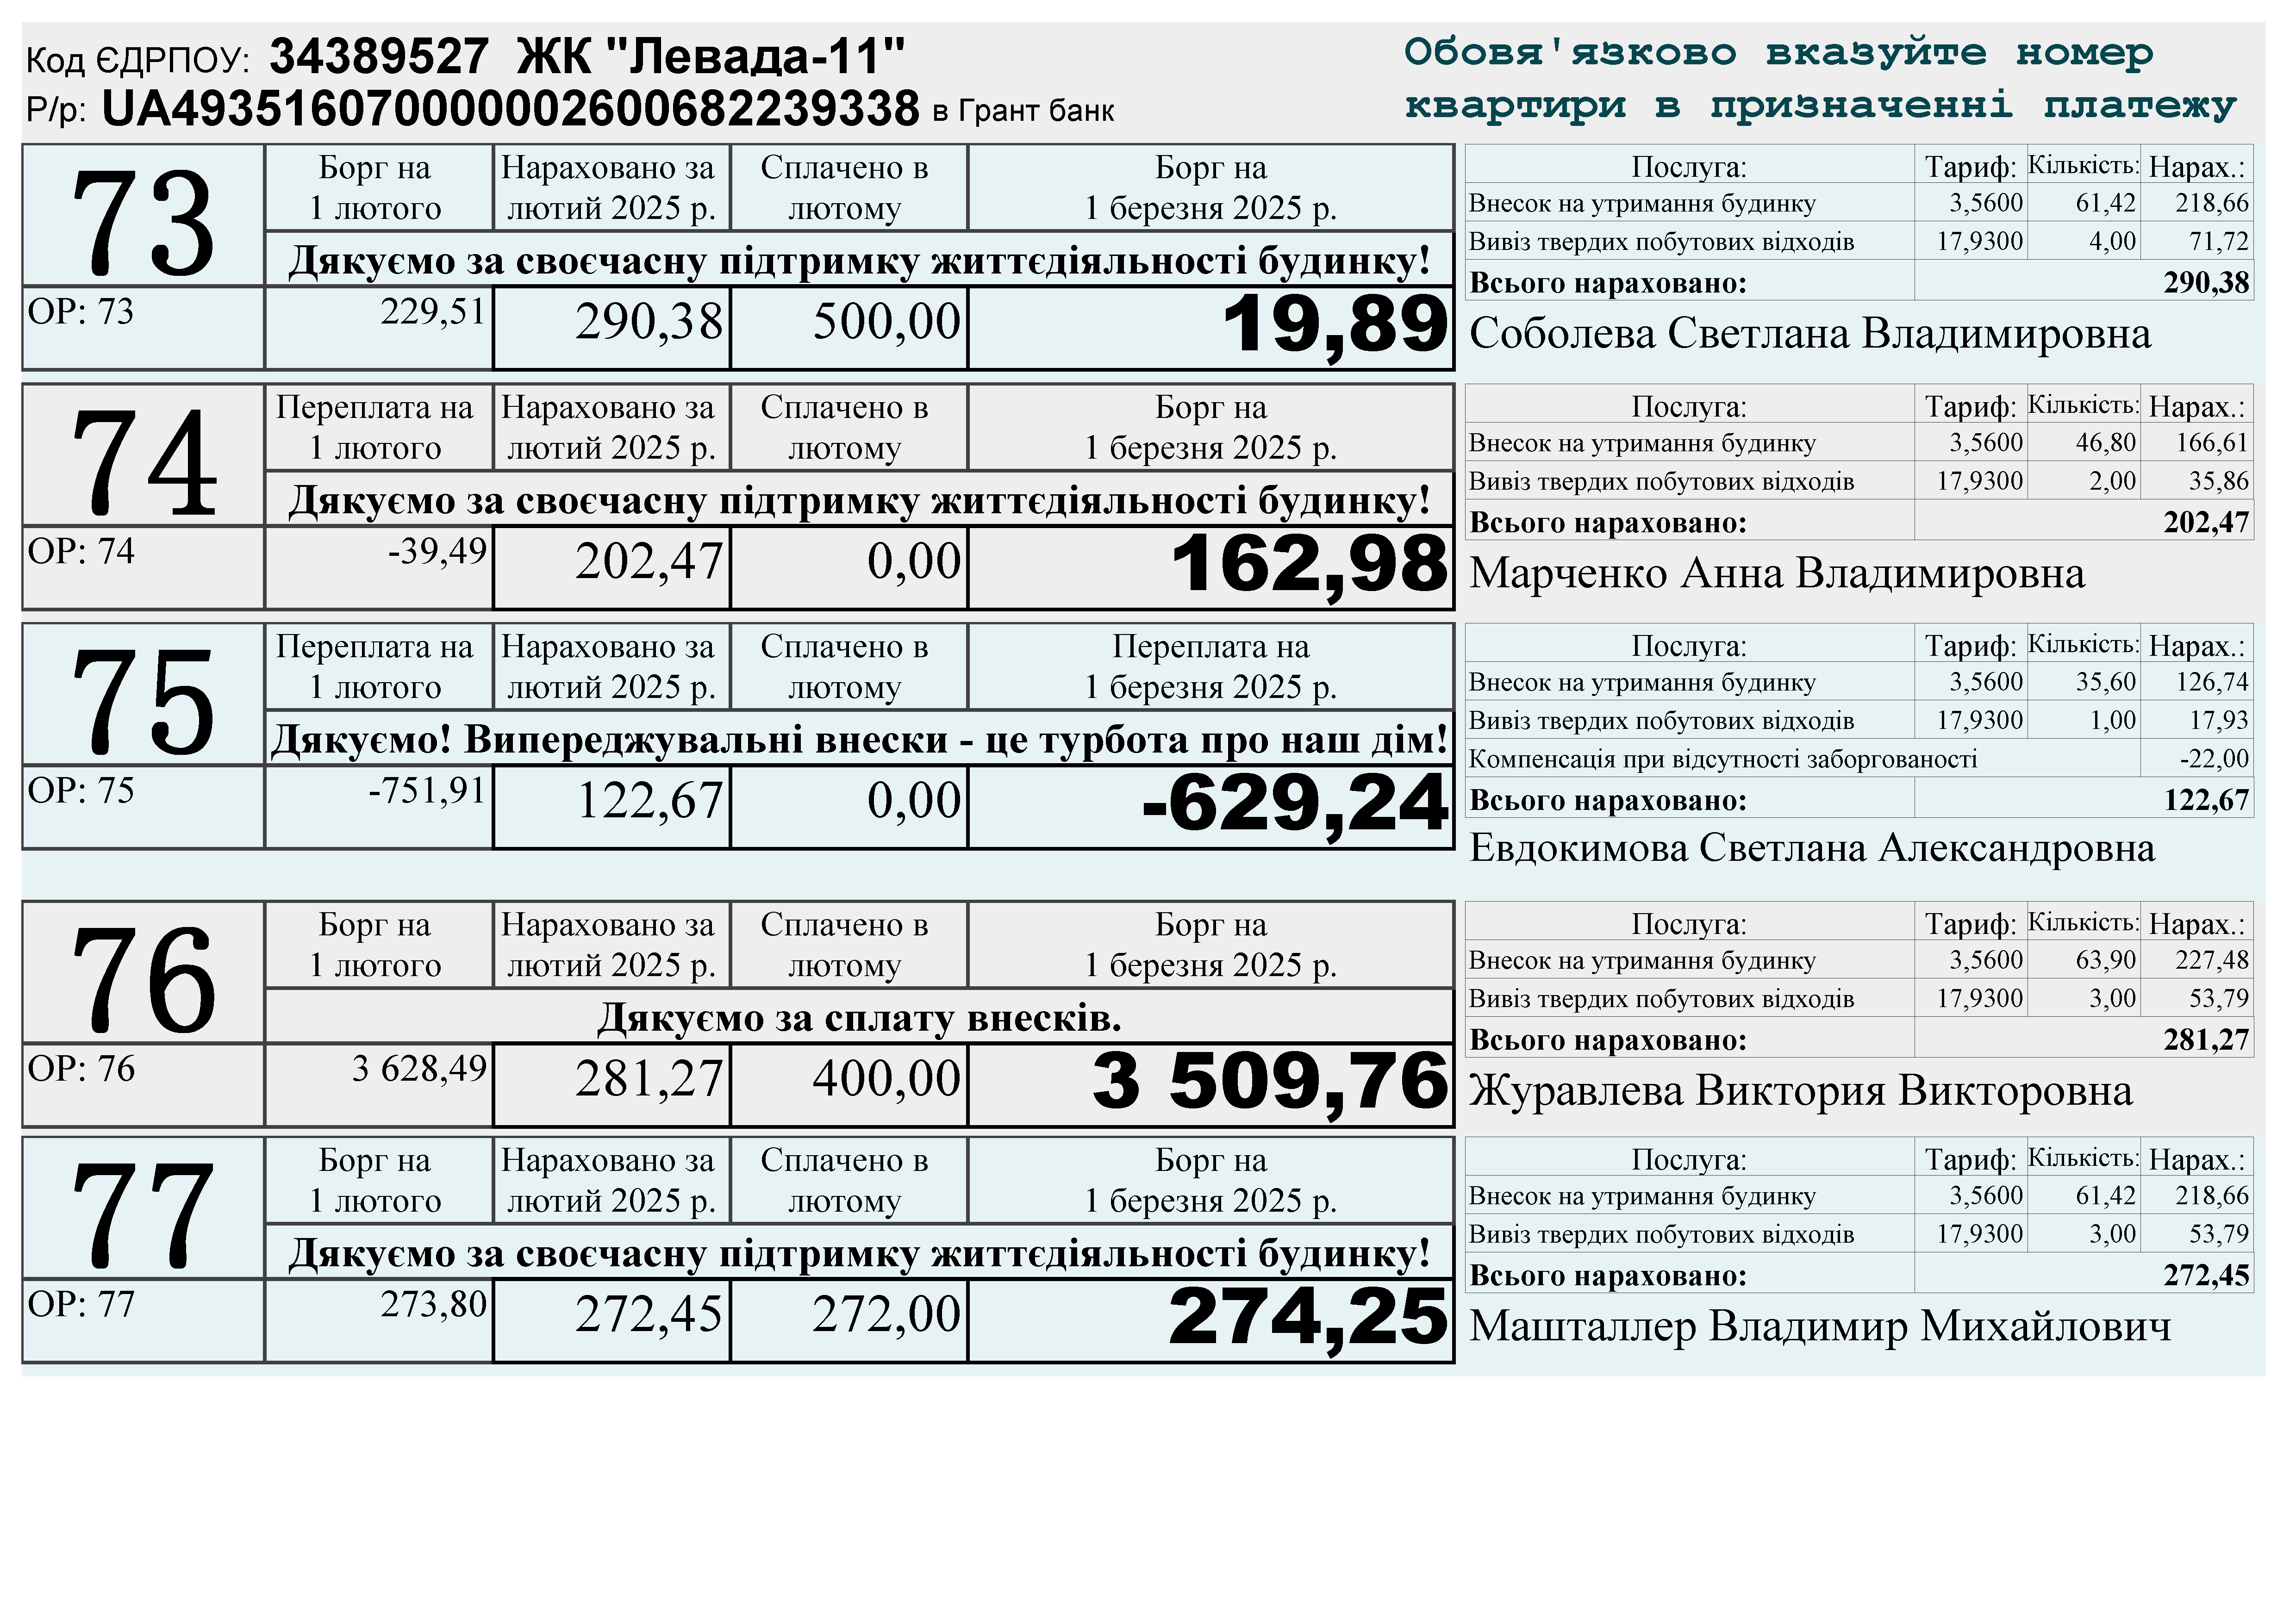 Код ЄДРПОУ: 34389527 ЖК "Левада-11"
Р/р: UA493516070000002600682239338 в Грант банк
Обовя'язково вказуйте номер
квартири в призначенні платежу
73
Борг на
1 лютого
Нараховано за
лютий 2025 р.
Сплачено в
лютому
Борг на
1 березня 2025 р.
Дякуємо за своєчасну підтримку життєдіяльності будинку!
ОР: 73 229,51 290,38 500,00 19,89
Послуга: Тариф: Кількість: Нарах.:
Внесок на утримання будинку 3,5600 61,42 218,66
Вивіз твердих побутових відходів 17,9300 4,00 71,72
Всього нараховано: 290,38
Соболева Светлана Владимировна
74
Переплата на
1 лютого
Нараховано за
лютий 2025 р.
Сплачено в
лютому
Борг на
1 березня 2025 р.
Дякуємо за своєчасну підтримку життєдіяльності будинку!
ОР: 74 -39,49 202,47 0,00 162,98
Послуга: Тариф: Кількість: Нарах.:
Внесок на утримання будинку 3,5600 46,80 166,61
Вивіз твердих побутових відходів 17,9300 2,00 35,86
Всього нараховано: 202,47
Марченко Анна Владимировна
75
Переплата на
1 лютого
Нараховано за
лютий 2025 р.
Сплачено в
лютому
Переплата на
1 березня 2025 р.
Дякуємо! Випереджувальні внески - це турбота про наш дім!
ОР: 75 -751,91 122,67 0,00 -629,24
Послуга: Тариф: Кількість: Нарах.:
Внесок на утримання будинку 3,5600 35,60 126,74
Вивіз твердих побутових відходів 17,9300 1,00 17,93
Компенсація при відсутності заборгованості -22,00
Всього нараховано: 122,67
Евдокимова Светлана Александровна
76
Борг на
1 лютого
Нараховано за
лютий 2025 р.
Сплачено в
лютому
Борг на
1 березня 2025 р.
Дякуємо за сплату внесків.
ОР: 76 3 628,49 281,27 400,00 3 509,76
Послуга: Тариф: Кількість: Нарах.:
Внесок на утримання будинку 3,5600 63,90 227,48
Вивіз твердих побутових відходів 17,9300 3,00 53,79
Всього нараховано: 281,27
Журавлева Виктория Викторовна
77
Борг на
1 лютого
Нараховано за
лютий 2025 р.
Сплачено в
лютому
Борг на
1 березня 2025 р.
Дякуємо за своєчасну підтримку життєдіяльності будинку!
ОР: 77 273,80 272,45 272,00 274,25
Послуга: Тариф: Кількість: Нарах.:
Внесок на утримання будинку 3,5600 61,42 218,66
Вивіз твердих побутових відходів 17,9300 3,00 53,79
Всього нараховано: 272,45
Машталлер Владимир Михайлович